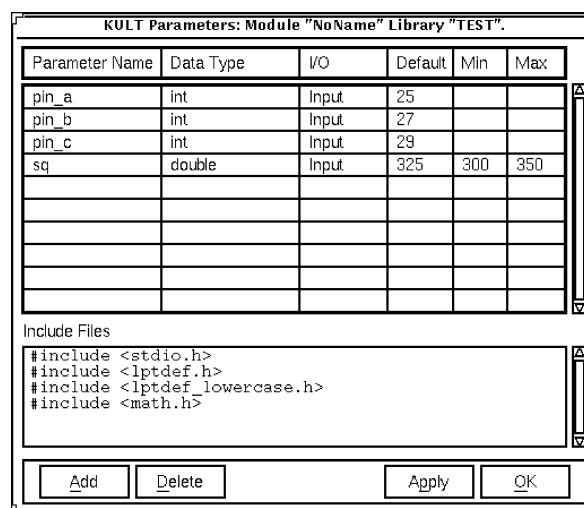 KULT Parameters: Module "NoName" Library "TEST".
Parameter Name Data Type I/O Default Min Max
pin_a int Input 25
pin_b int Input 27
pin_c int Input 29
sq double Input 325 300 350
Include Files
#include <stdio.h>
#include <lptdef.h>
#include <lptdef_lowercase.h>
#include <math.h>
Add Delete Apply OK